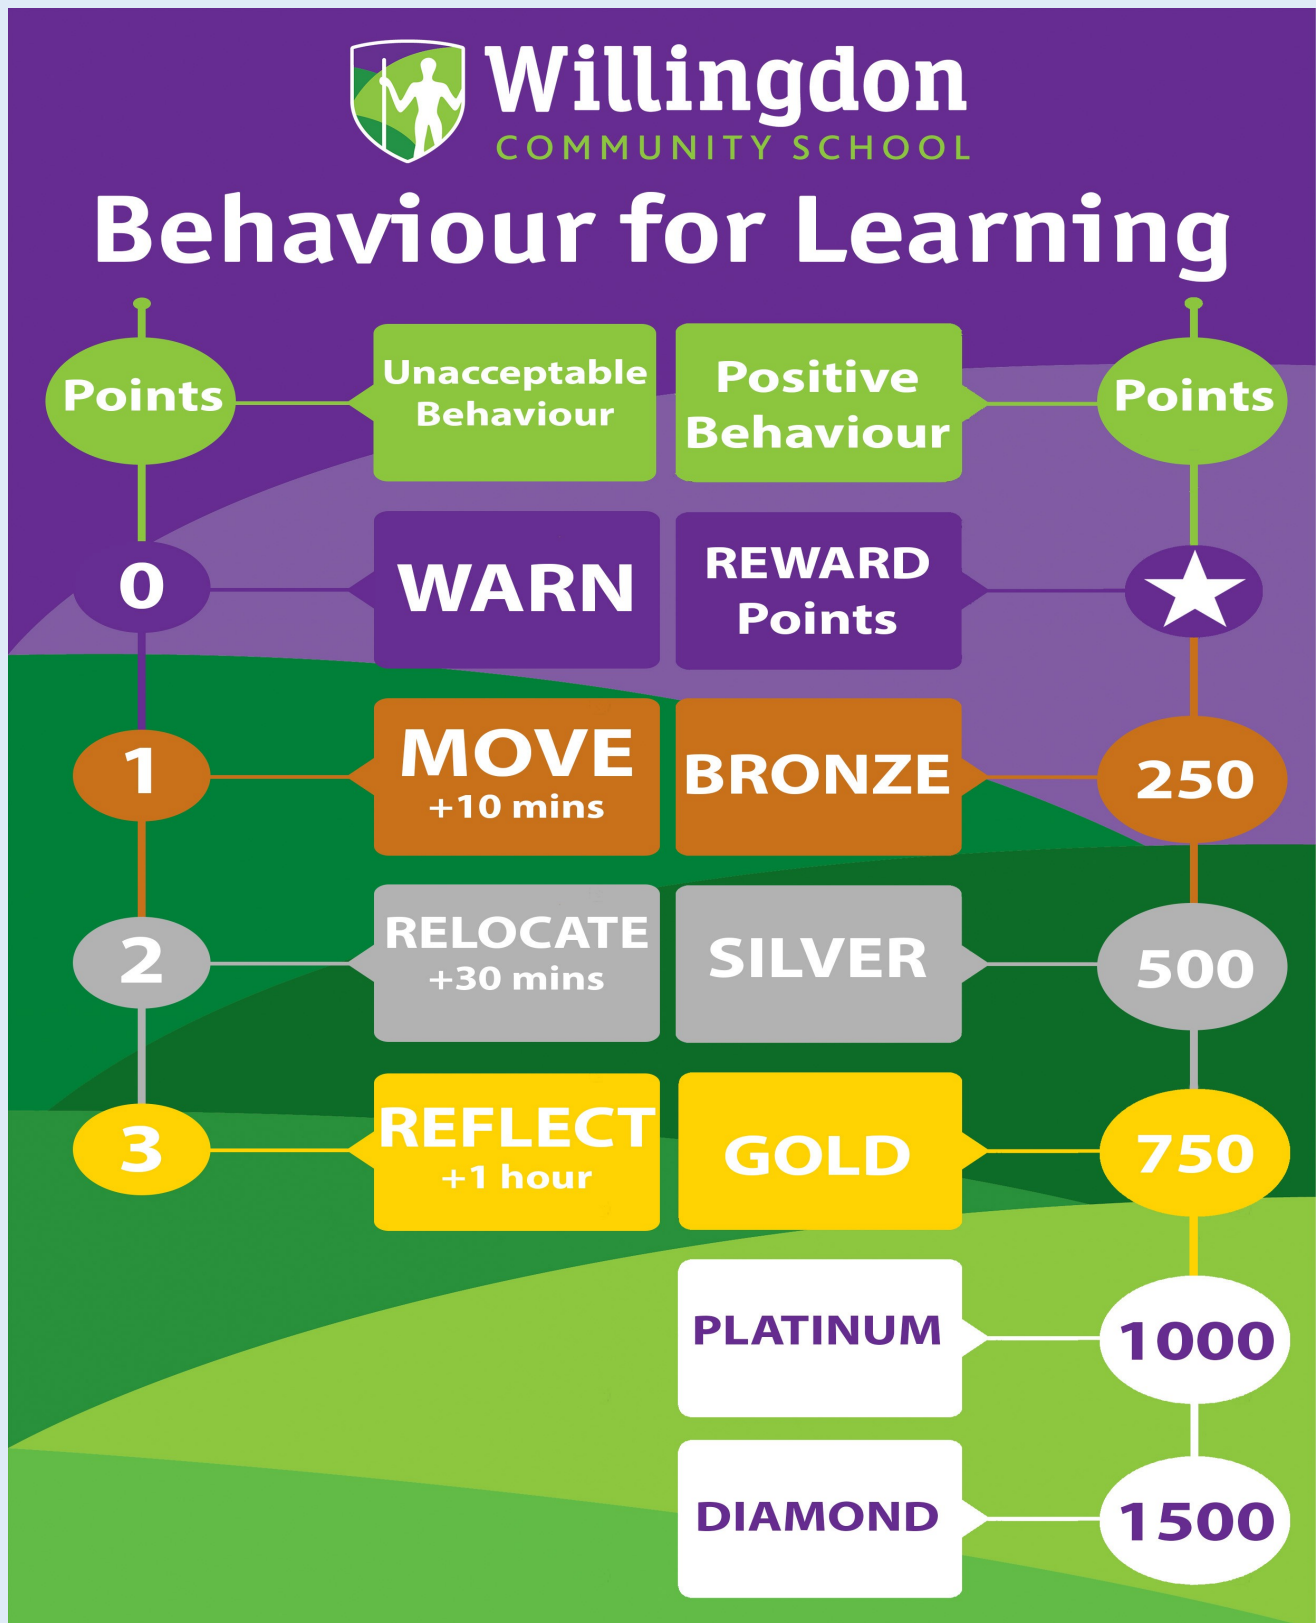 Willingdon
COMMUNITY SCHOOL
Behaviour for Learning
Points
Unacceptable
Behaviour
Positive
Behaviour
Points
0
WARN
REWARD
Points
1
MOVE
+10 mins
BRONZE
250
2
RELOCATE
+30 mins
SILVER
500
3
REFLECT
+1 hour
GOLD
750
PLATINUM
1000
DIAMOND
1500